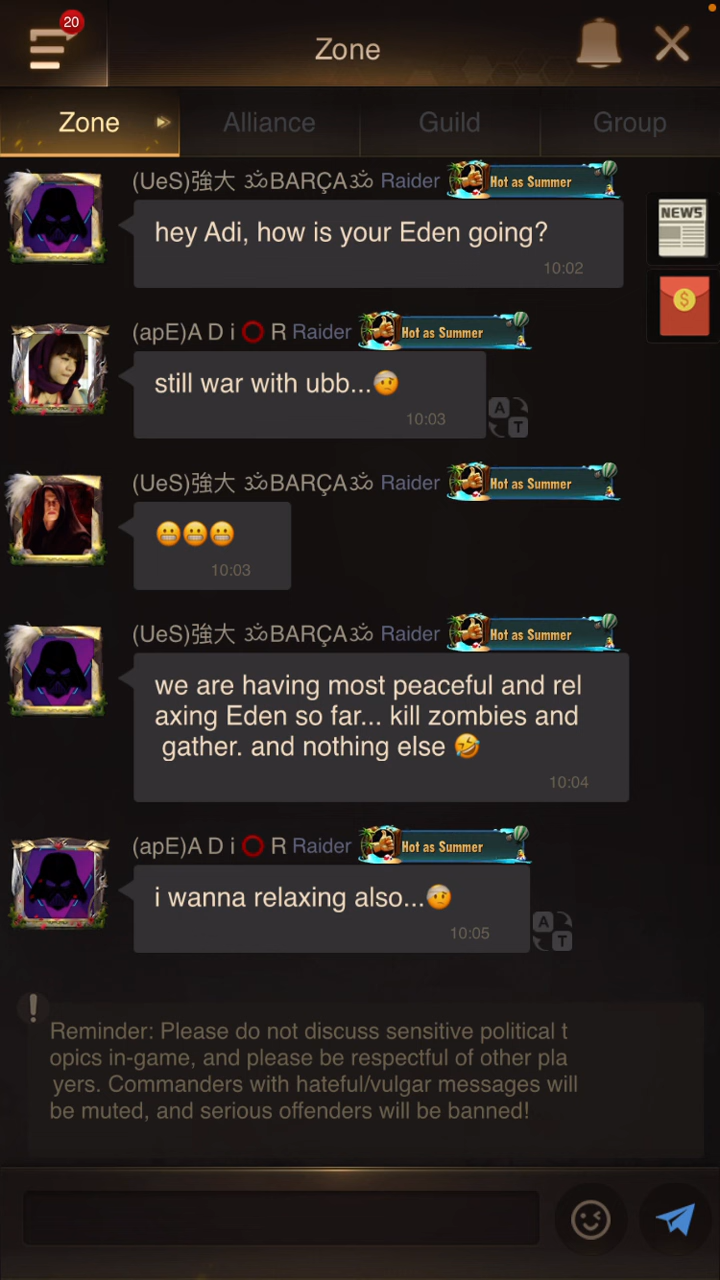 20
Zone
Zone
Alliance
Guild
Group
(UeS)強大 ૐBARÇAૐ Raider Hot as Summer
hey Adi, how is your Eden going?
10:02
NEWS
$
(apE)A D i ⭕ R Raider Hot as Summer
still war with ubb...🤕
10:03
A
T
(UeS)強大 ૐBARÇAૐ Raider Hot as Summer
😬😬😬
10:03
(UeS)強大 ૐBARÇAૐ Raider Hot as Summer
we are having most peaceful and rel
axing Eden so far... kill zombies and
gather. and nothing else 🤣
10:04
(apE)A D i ⭕ R Raider Hot as Summer
i wanna relaxing also...🤕
10:05
A
T
Reminder: Please do not discuss sensitive political t
opics in-game, and please be respectful of other pla
yers. Commanders with hateful/vulgar messages will
be muted, and serious offenders will be banned!